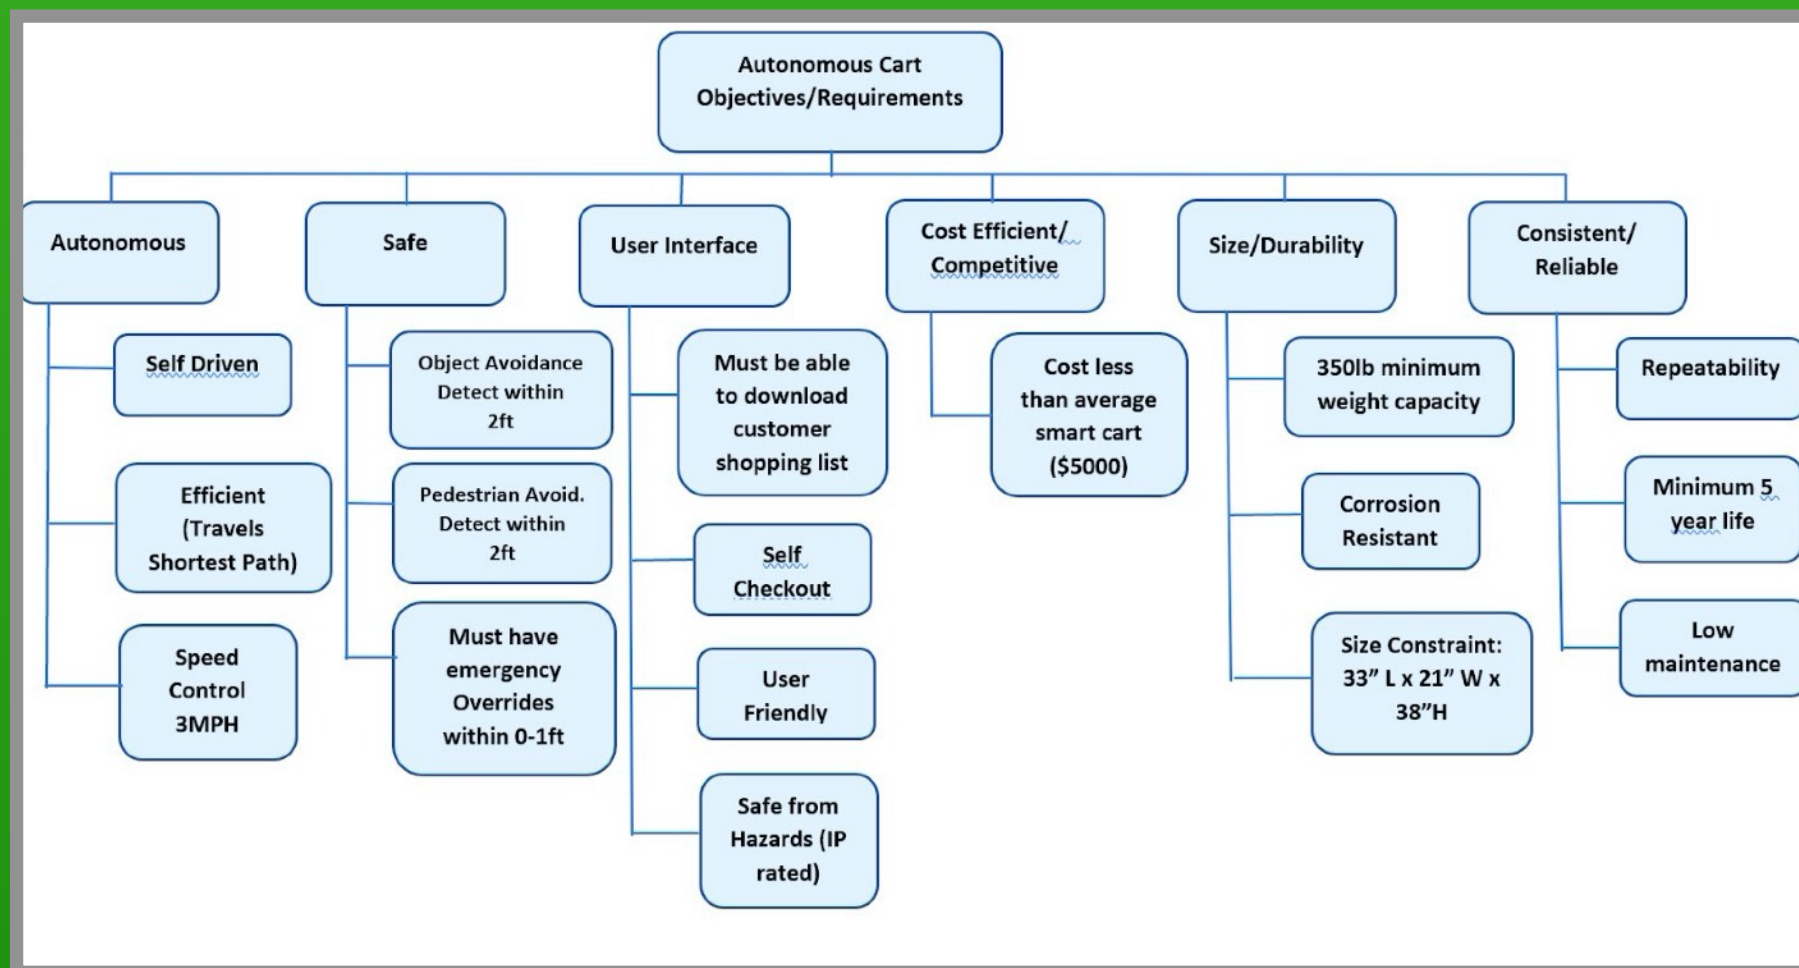 Autonomous Cart
Objectives/Requirements
Autonomous
Self Driven
Efficient
(Travels
Shortest Path)
Speed
Control
3MPH
Safe
Object Avoidance
Detect within
2ft
Pedestrian Avoid.
Detect within
2ft
Must have
emergency
Overrides
within 0-1ft
User Interface
Must be able
to download
customer
shopping list
Self
Checkout
User
Friendly
Safe from
Hazards (IP
rated)
Cost Efficient/
Competitive
Cost less
than average
smart cart
($5000)
Size/Durability
350lb minimum
weight capacity
Corrosion
Resistant
Size Constraint:
33” L x 21” W x
38”H
Consistent/
Reliable
Repeatability
Minimum 5
year life
Low
maintenance